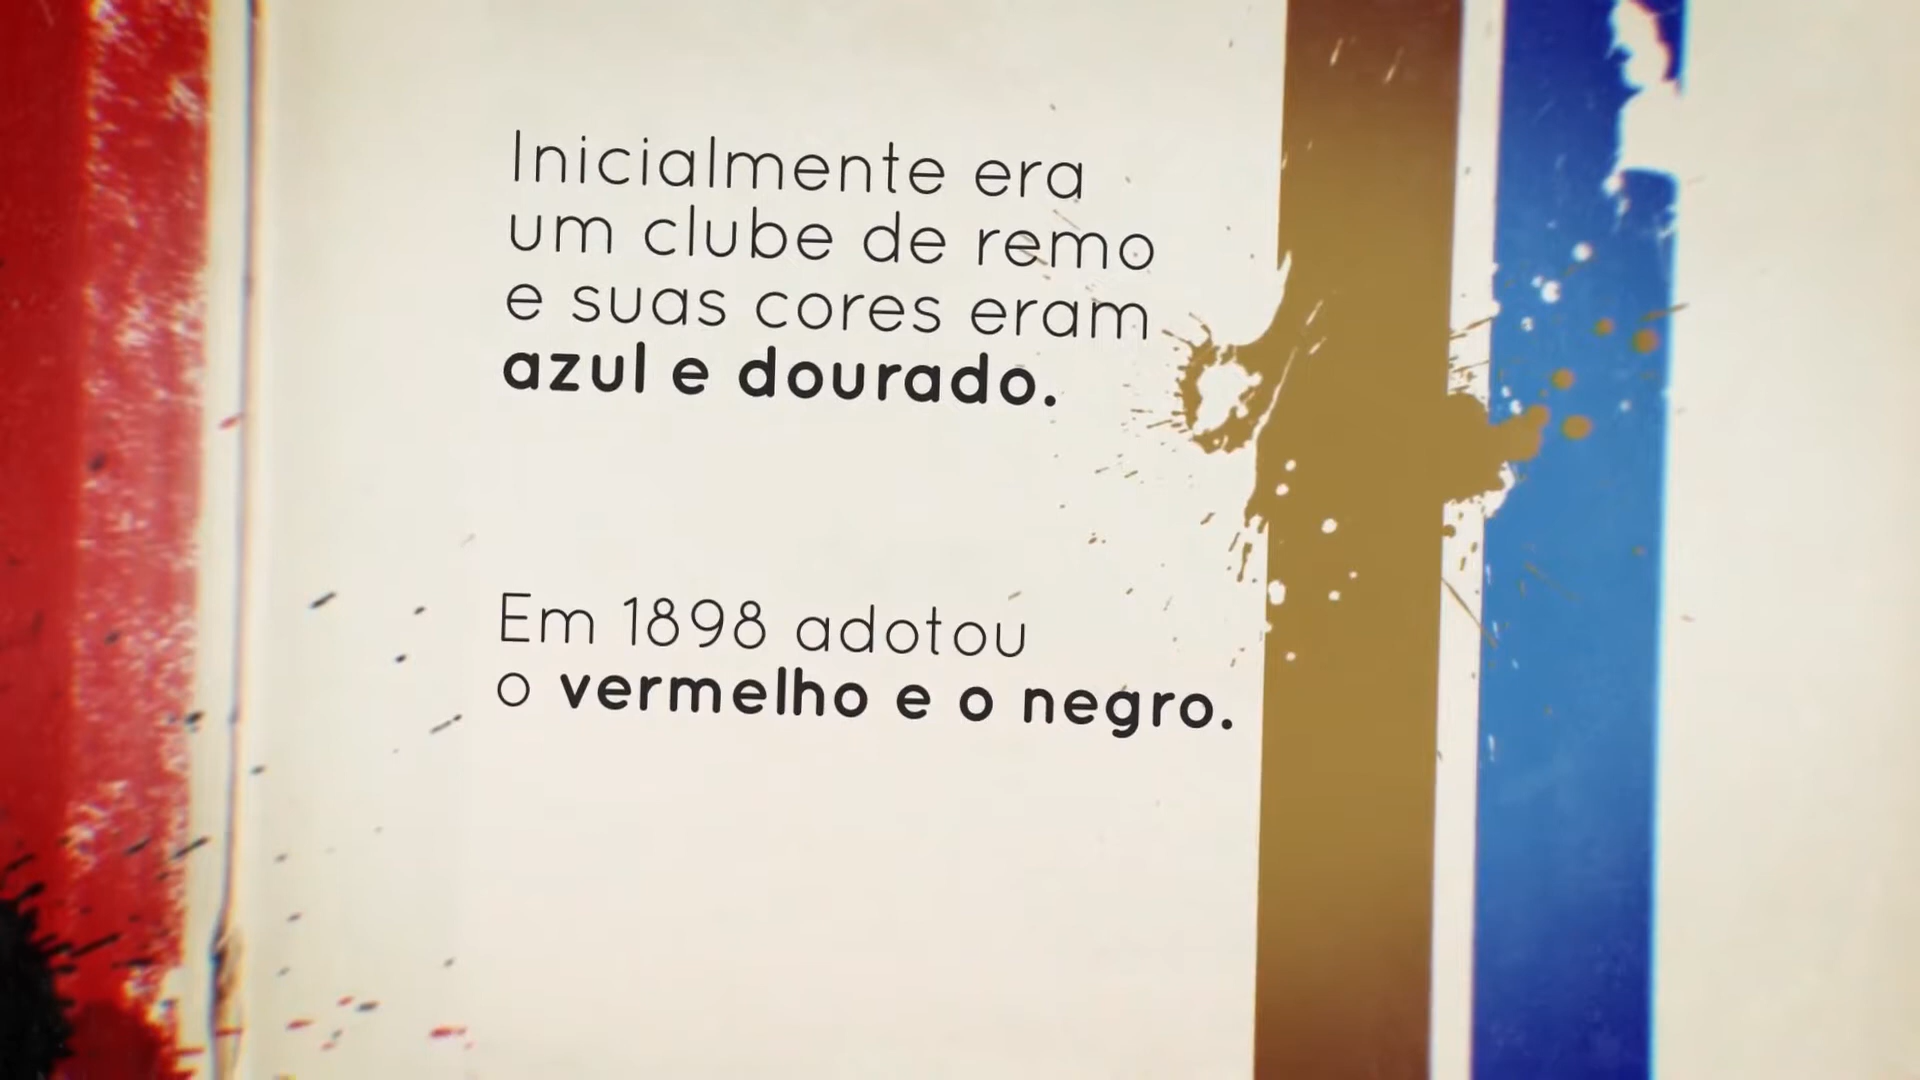 Inicialmente era
um clube de remo
e suas cores eram
azul e dourado.
Em 1898 adotou
o vermelho e o negro.